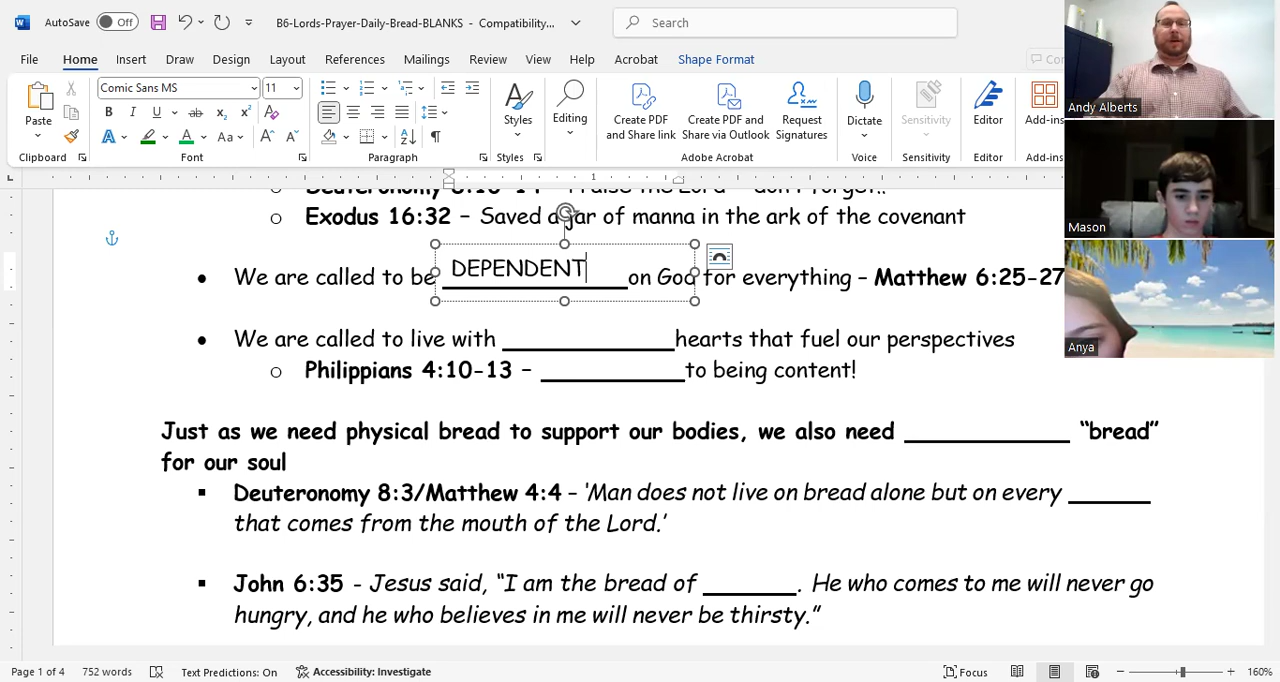 AutoSave Off B6-Lords-Prayer-Daily-Bread-BLANKS - Compatibility... Search
File Home Insert Draw Design Layout References Mailings Review View Help Acrobat Shape Format
Comic Sans MS 11
Paste Styles Editing Create PDF and Share link Create PDF and Share via Outlook Request Signatures Dictate Sensitivity Editor Add-ins
Clipboard Font Paragraph Styles Adobe Acrobat Voice Sensitivity Editor Add-ins
Andy Alberts
Mason
Anya
o Exodus 16:32 – Saved a jar of manna in the ark of the covenant
• We are called to be DEPENDENT on God for everything – Matthew 6:25-27
• We are called to live with ____________ hearts that fuel our perspectives
o Philippians 4:10-13 – __________ to being content!
Just as we need physical bread to support our bodies, we also need ___________ “bread”
for our soul
▪ Deuteronomy 8:3/Matthew 4:4 – ‘Man does not live on bread alone but on every ______
that comes from the mouth of the Lord.’
▪ John 6:35 - Jesus said, “I am the bread of ______. He who comes to me will never go
hungry, and he who believes in me will never be thirsty.”
Page 1 of 4 752 words Text Predictions: On Accessibility: Investigate Focus 160%